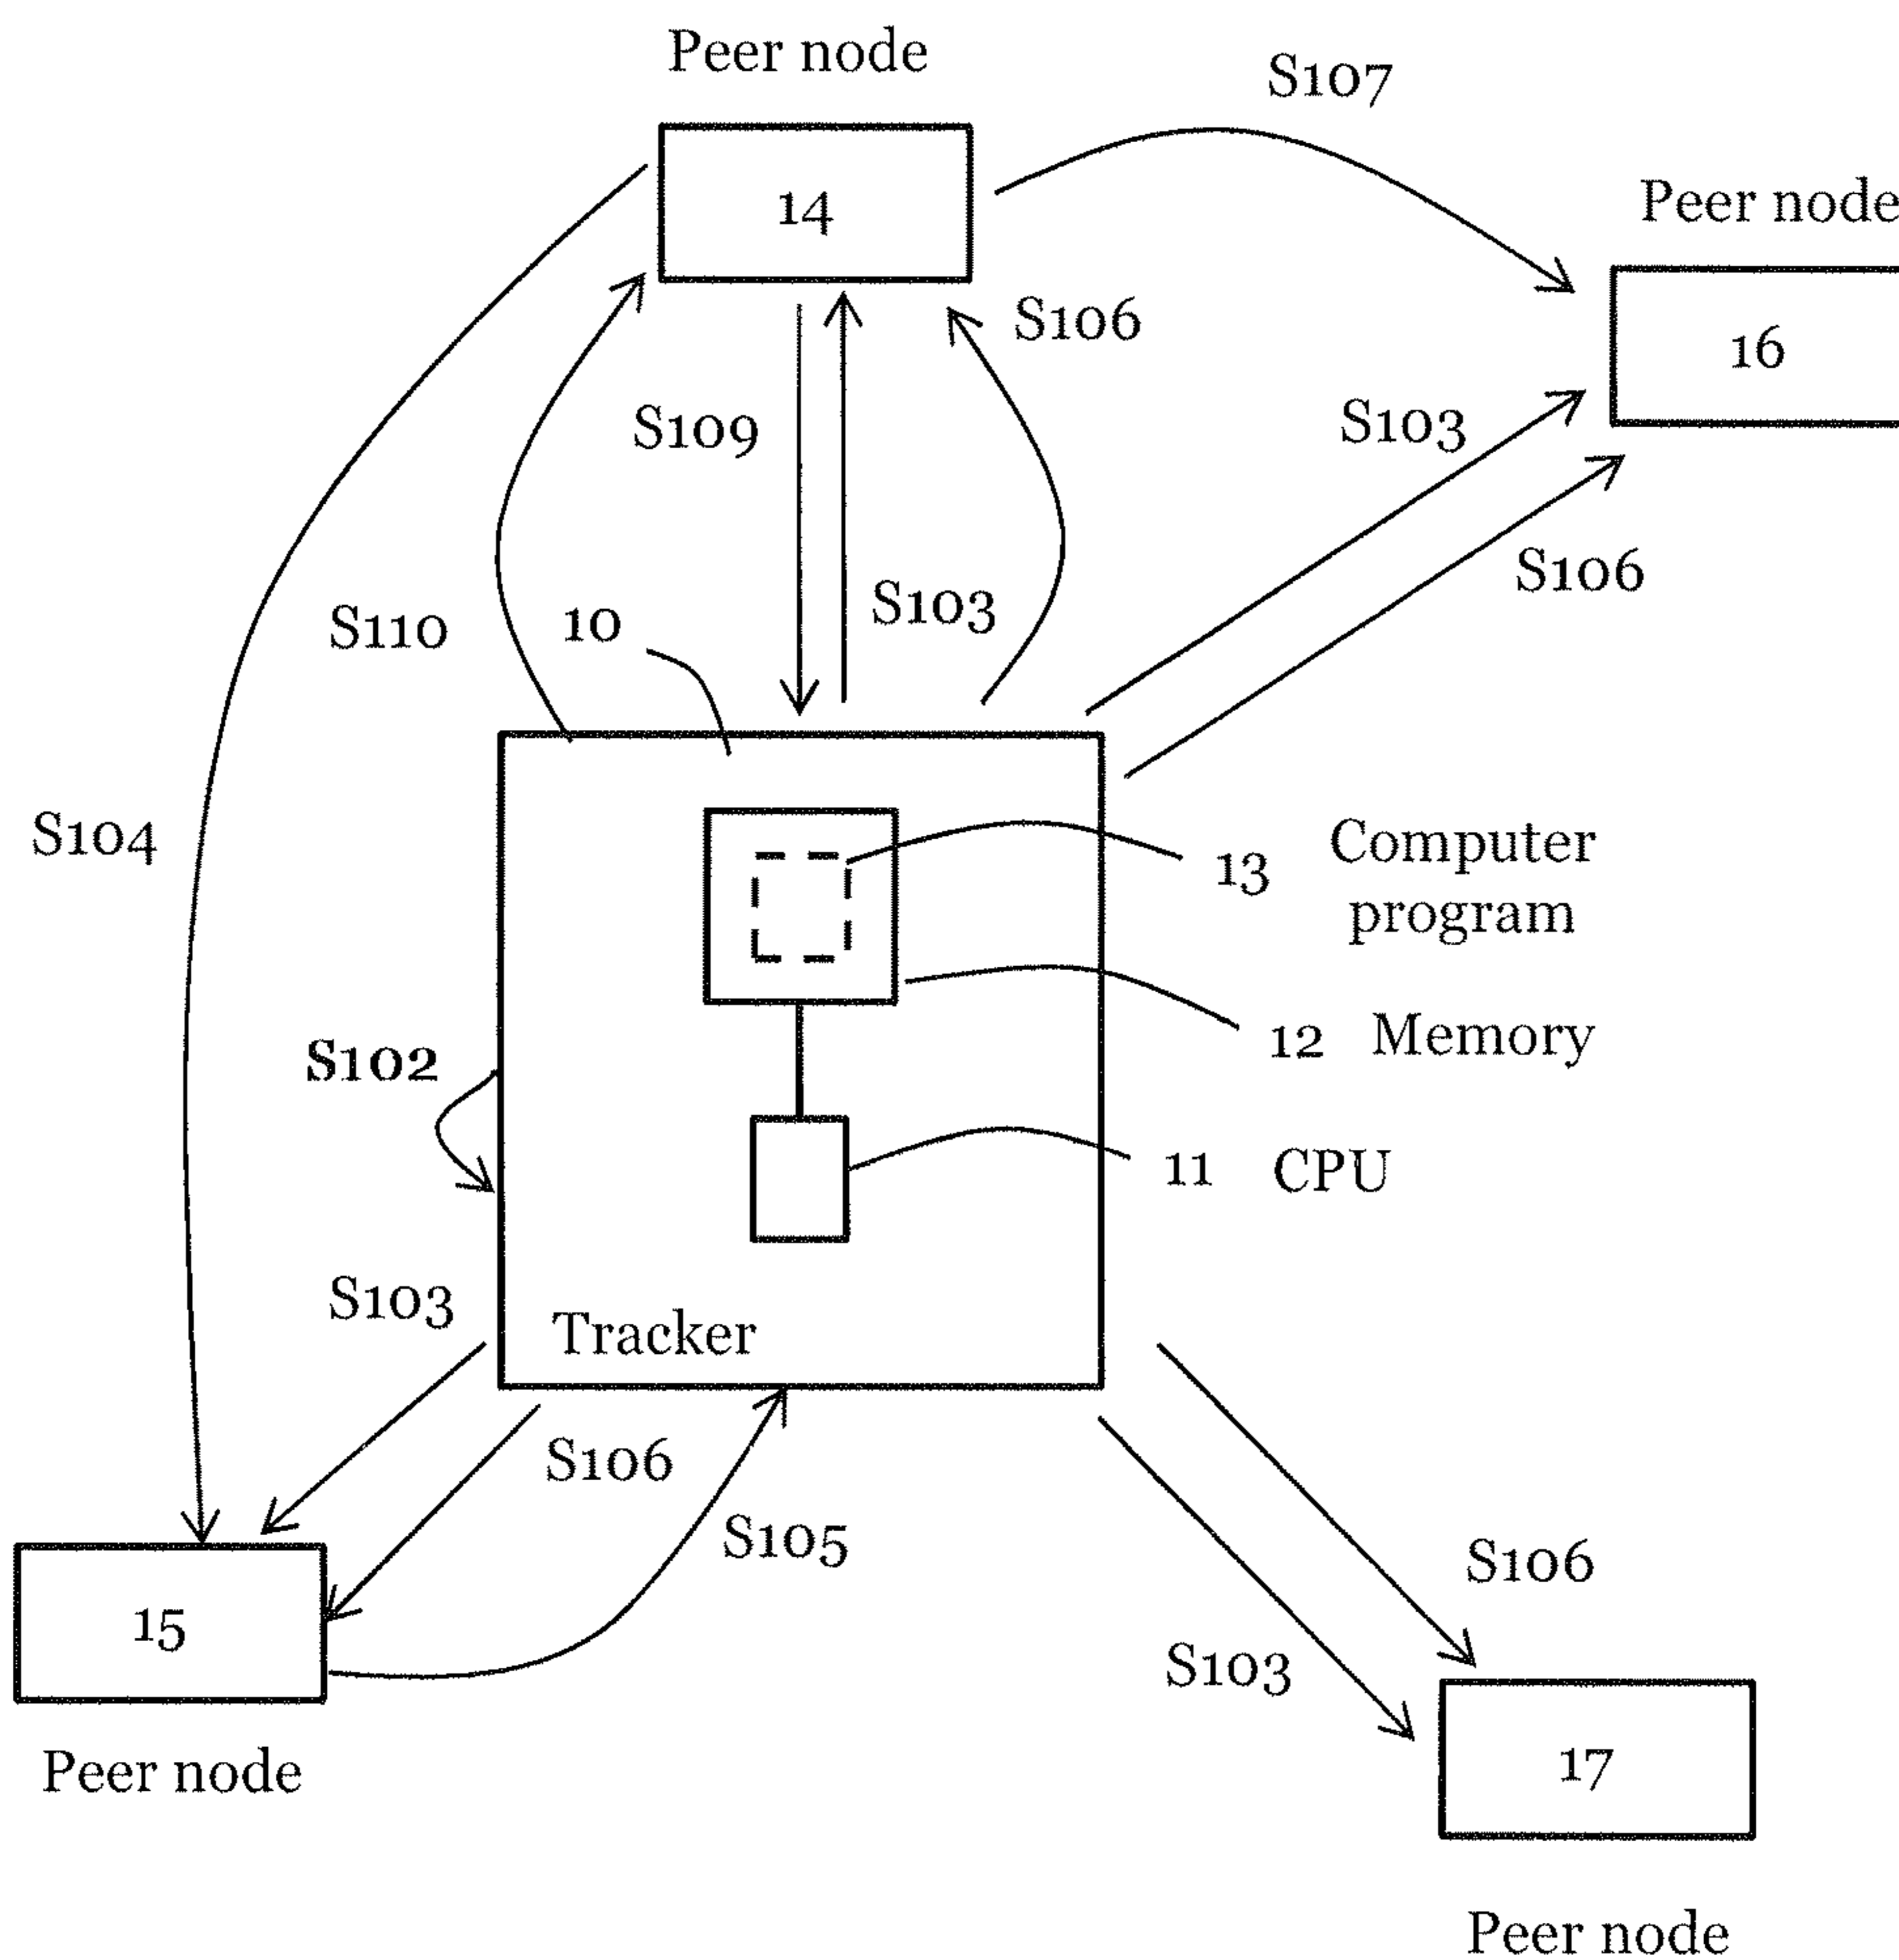 Peer node
S107
14
Peer node
S106
16
S109
S103
S106
S110
10
S103
S104
Computer
13
program
S102
12 Memory
11 CPU
S103
Tracker
S106
S105
S106
15
S103
Peer node
17
Peer node